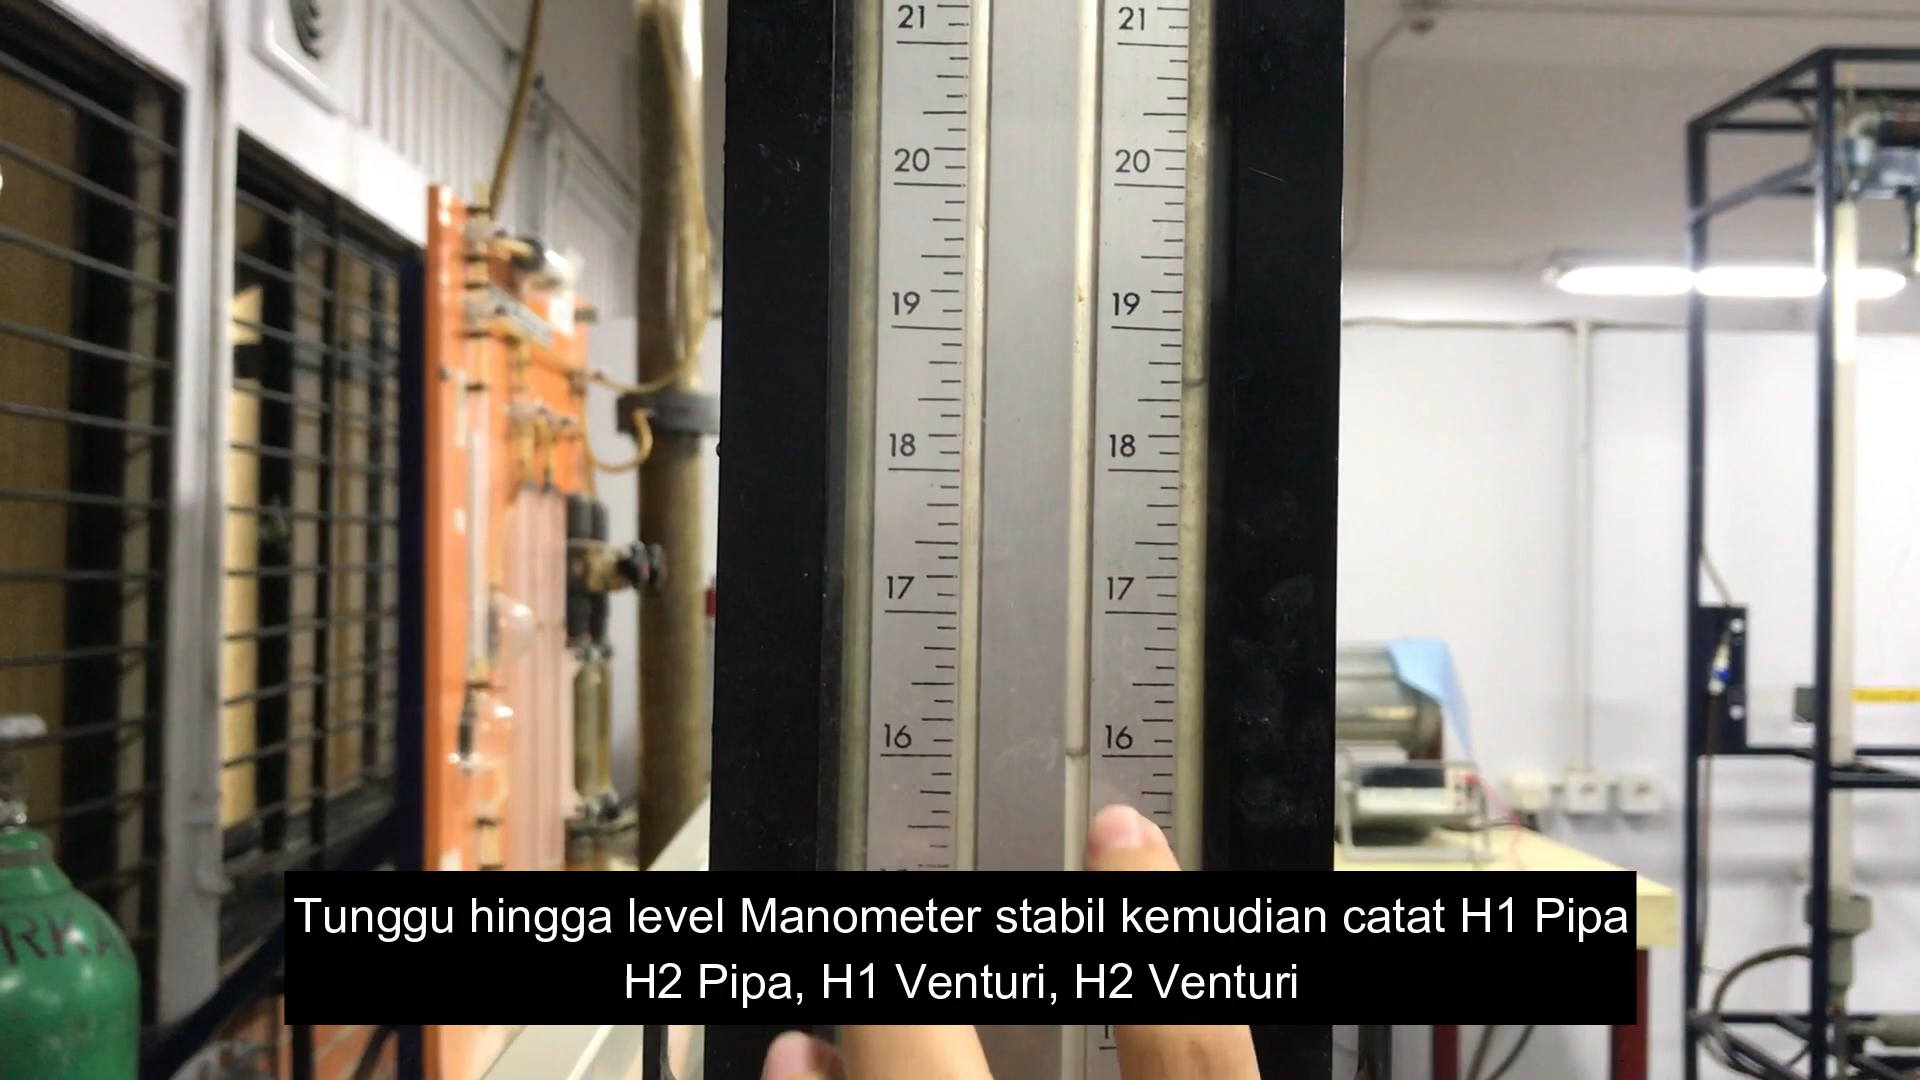 21 21
20 20
19 19
18 18
17 17
16 16
RKA
Tunggu hingga level Manometer stabil kemudian catat H1 Pipa
H2 Pipa, H1 Venturi, H2 Venturi